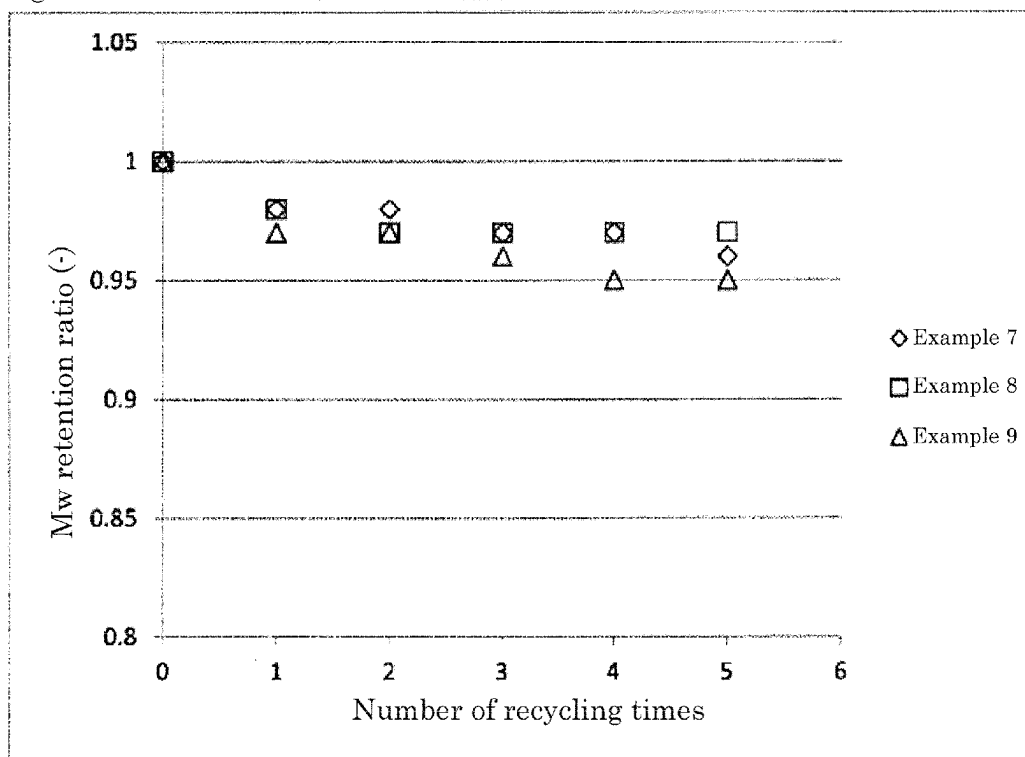 1.05
1
0.95
0.9
0.85
0.8
Mw retention ratio (-)
0 1 2 3 4 5 6
Number of recycling times
Example 7
Example 8
Example 9